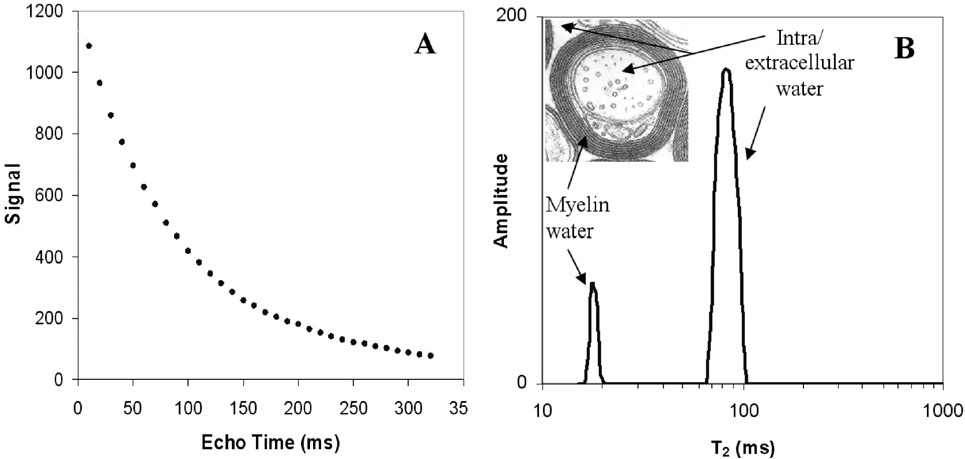 A
1200
1000
800
600
400
200
0
Signal
0
50
100
150
200
250
300
35
Echo Time (ms)
B
200
0
Amplitude
Intra/
extracellular
water
Myelin
water
10
100
1000
T₂ (ms)